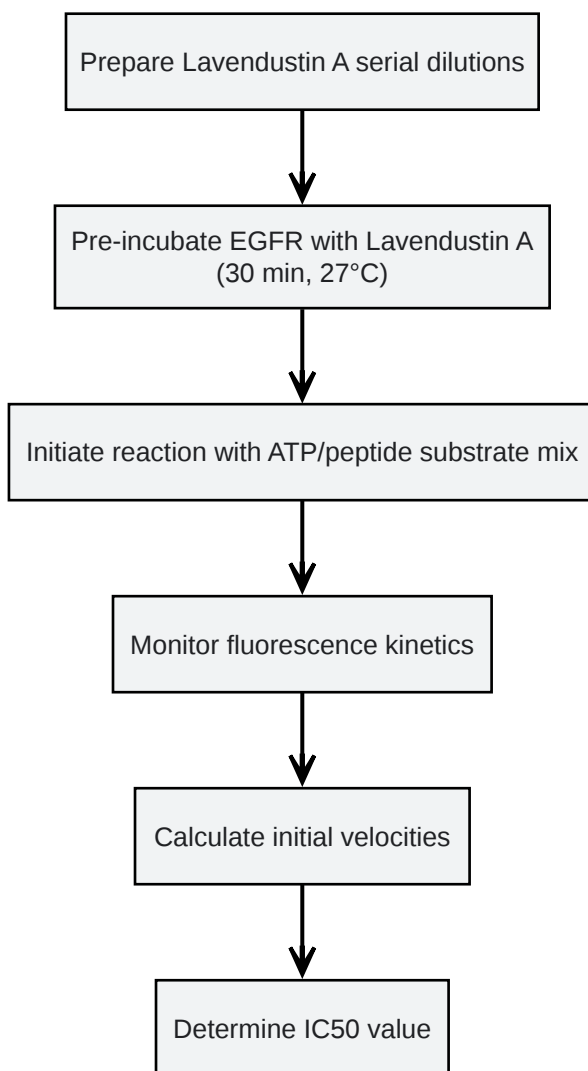 Prepare Lavendustin A serial dilutions
Pre-incubate EGFR with Lavendustin A
(30 min, 27°C)
Initiate reaction with ATP/peptide substrate mix
Monitor fluorescence kinetics
Calculate initial velocities
Determine IC50 value